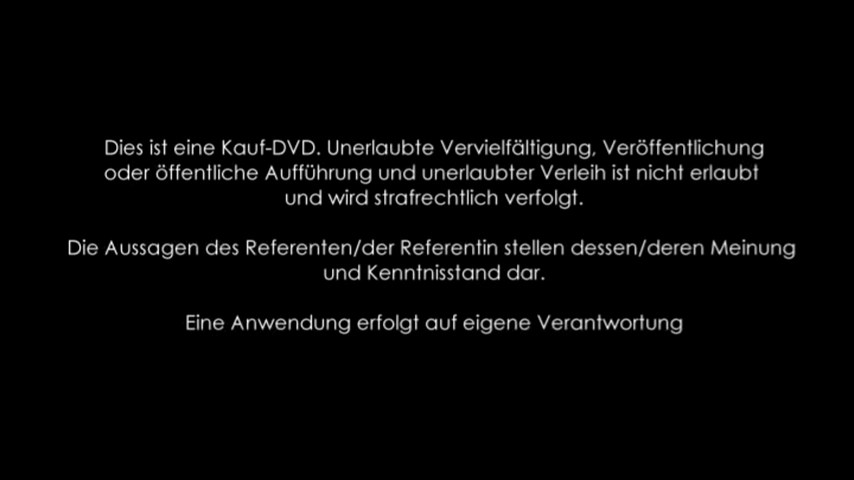 Dies ist eine Kauf-DVD. Unerlaubte Vervielfältigung, Veröffentlichung
oder öffentliche Aufführung und unerlaubter Verleih ist nicht erlaubt
und wird strafrechtlich verfolgt.
Die Aussagen des Referenten/der Referentin stellen dessen/deren Meinung
und Kenntnisstand dar.
Eine Anwendung erfolgt auf eigene Verantwortung